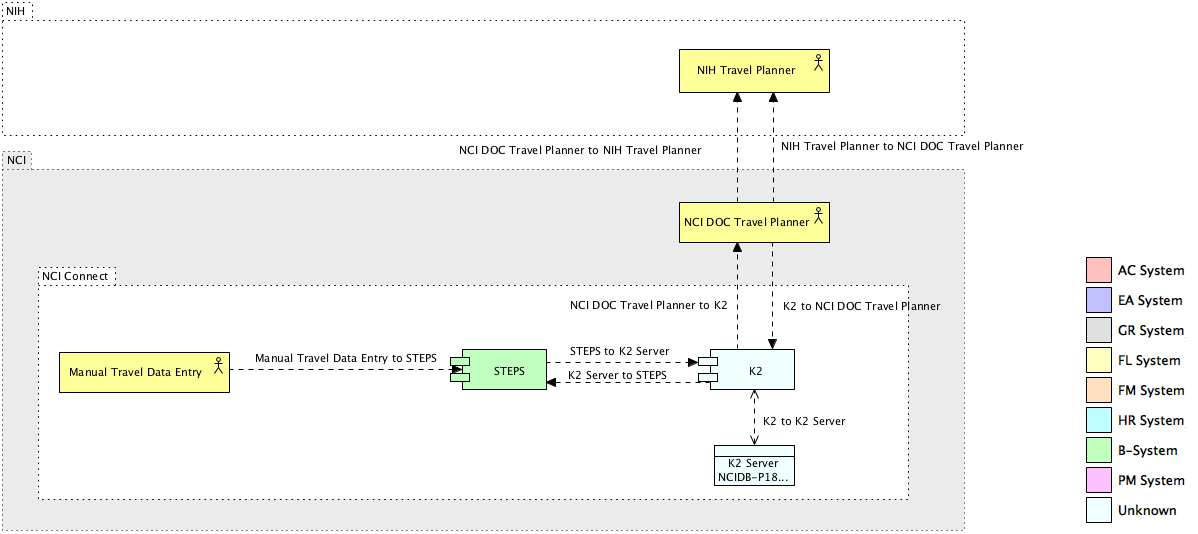 NIH
NIH Travel Planner
NCI DOC Travel Planner to NIH Travel Planner
NIH Travel Planner to NCI DOC Travel Planner
NCI
NCI DOC Travel Planner
NCI Connect
NCI DOC Travel Planner to K2
K2 to NCI DOC Travel Planner
Manual Travel Data Entry
Manual Travel Data Entry to STEPS
STEPS
STEPS to K2 Server
K2 Server to STEPS
K2
K2 to K2 Server
K2 Server
NCIDB-P18...
AC System
EA System
GR System
FL System
FM System
HR System
B-System
PM System
Unknown